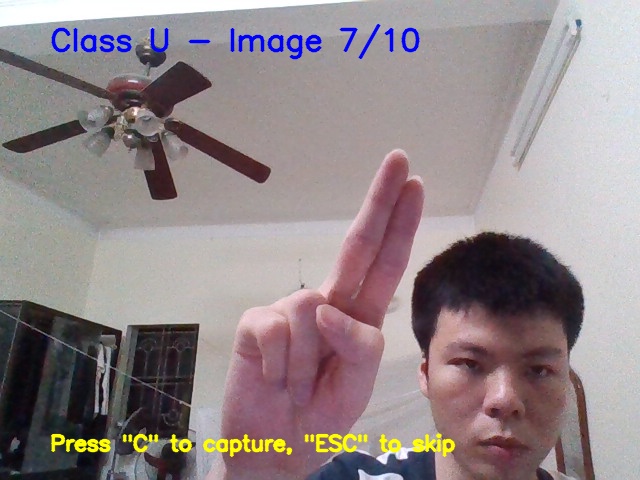 Class U - Image 7/10
Press "C" to capture, "ESC" to skip